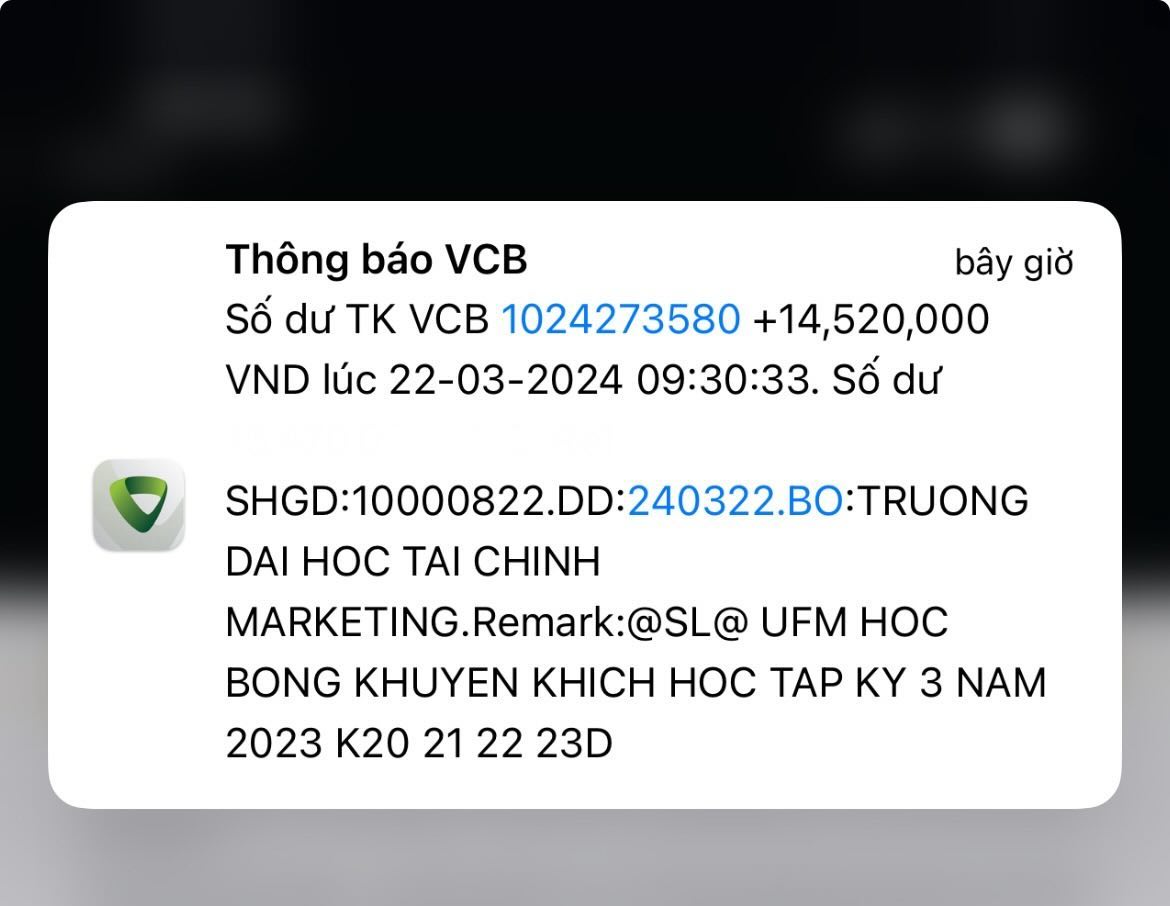 Thông báo VCB bây giờ
Số dư TK VCB 1024273580 +14,520,000
VND lúc 22-03-2024 09:30:33. Số dư
SHGD:10000822.DD:240322.BO:TRUONG
DAI HOC TAI CHINH
MARKETING.Remark:@SL@ UFM HOC
BONG KHUYEN KHICH HOC TAP KY 3 NAM
2023 K20 21 22 23D